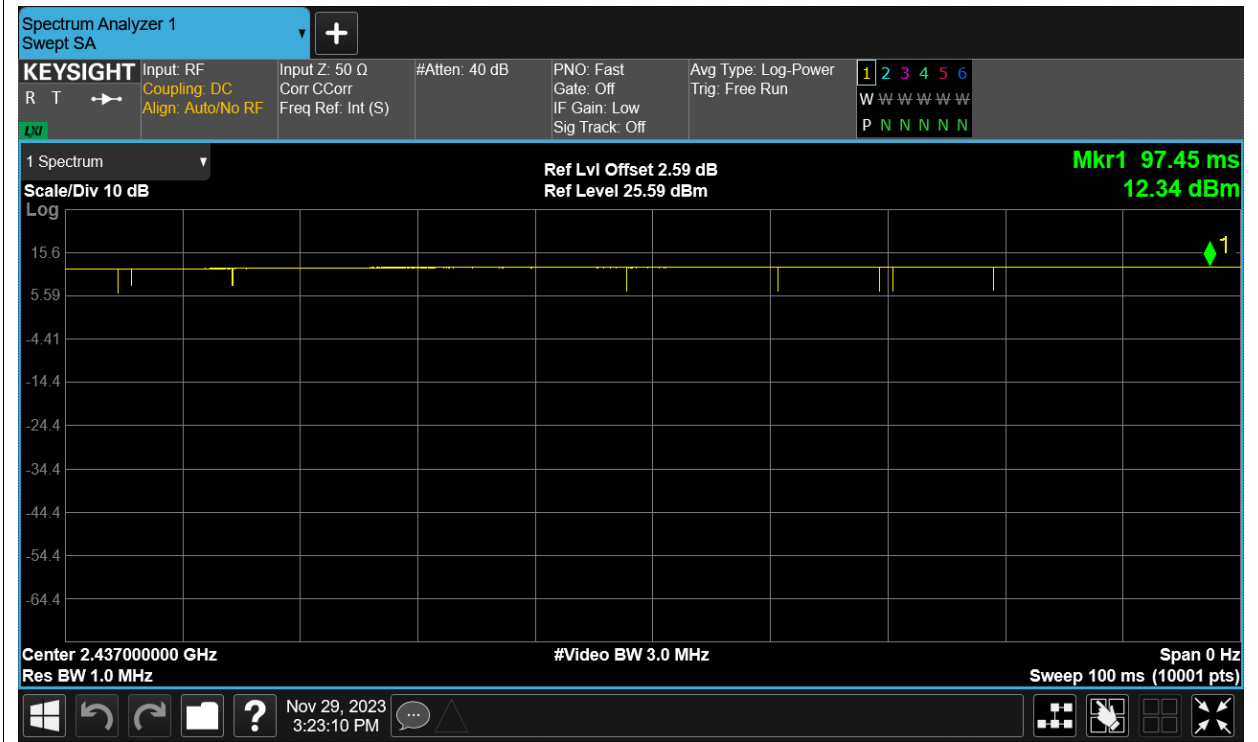 Spectrum Analyzer 1
Swept SA
KEYSIGHT
R T
LXI
Input: RF
Coupling: DC
Align: Auto/No RF
Input Z: 50 Ω
Corr CCorr
Freq Ref: Int (S)
#Atten: 40 dB
PNO: Fast
Gate: Off
IF Gain: Low
Sig Track: Off
Avg Type: Log-Power
Trig: Free Run
1 2 3 4 5 6
W W W W W W
P N N N N N
1 Spectrum
Scale/Div 10 dB
Ref Lvl Offset 2.59 dB
Ref Level 25.59 dBm
Mkr1 97.45 ms
12.34 dBm
Log
1
15.6
5.59
-4.41
-14.4
-24.4
-34.4
-44.4
-54.4
-64.4
Center 2.437000000 GHz
#Video BW 3.0 MHz
Span 0 Hz
Res BW 1.0 MHz
Sweep 100 ms (10001 pts)
?
Nov 29, 2023
3:23:10 PM